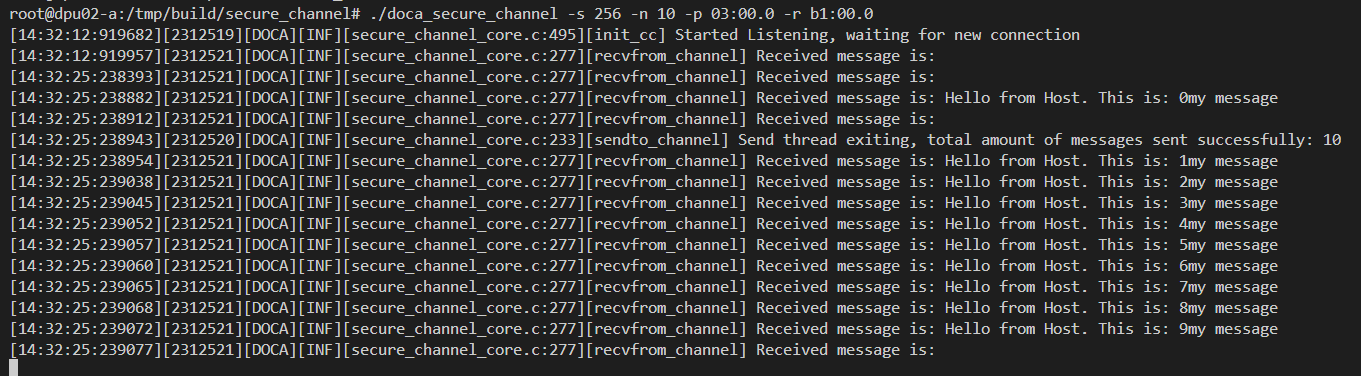 root@dpu02-a:/tmp/build/secure_channel# ./doca_secure_channel -s 256 -n 10 -p 03:00.0 -r b1:00.0
[14:32:12:919682][2312519][DOCA][INF][secure_channel_core.c:495][init_cc] Started Listening, waiting for new connection
[14:32:12:919957][2312521][DOCA][INF][secure_channel_core.c:277][recvfrom_channel] Received message is:
[14:32:25:238393][2312521][DOCA][INF][secure_channel_core.c:277][recvfrom_channel] Received message is:
[14:32:25:238882][2312521][DOCA][INF][secure_channel_core.c:277][recvfrom_channel] Received message is: Hello from Host. This is: 0my message
[14:32:25:238912][2312521][DOCA][INF][secure_channel_core.c:277][recvfrom_channel] Received message is:
[14:32:25:238943][2312520][DOCA][INF][secure_channel_core.c:233][sendto_channel] Send thread exiting, total amount of messages sent successfully: 10
[14:32:25:238954][2312521][DOCA][INF][secure_channel_core.c:277][recvfrom_channel] Received message is: Hello from Host. This is: 1my message
[14:32:25:239038][2312521][DOCA][INF][secure_channel_core.c:277][recvfrom_channel] Received message is: Hello from Host. This is: 2my message
[14:32:25:239045][2312521][DOCA][INF][secure_channel_core.c:277][recvfrom_channel] Received message is: Hello from Host. This is: 3my message
[14:32:25:239052][2312521][DOCA][INF][secure_channel_core.c:277][recvfrom_channel] Received message is: Hello from Host. This is: 4my message
[14:32:25:239057][2312521][DOCA][INF][secure_channel_core.c:277][recvfrom_channel] Received message is: Hello from Host. This is: 5my message
[14:32:25:239060][2312521][DOCA][INF][secure_channel_core.c:277][recvfrom_channel] Received message is: Hello from Host. This is: 6my message
[14:32:25:239065][2312521][DOCA][INF][secure_channel_core.c:277][recvfrom_channel] Received message is: Hello from Host. This is: 7my message
[14:32:25:239068][2312521][DOCA][INF][secure_channel_core.c:277][recvfrom_channel] Received message is: Hello from Host. This is: 8my message
[14:32:25:239072][2312521][DOCA][INF][secure_channel_core.c:277][recvfrom_channel] Received message is: Hello from Host. This is: 9my message
[14:32:25:239077][2312521][DOCA][INF][secure_channel_core.c:277][recvfrom_channel] Received message is: